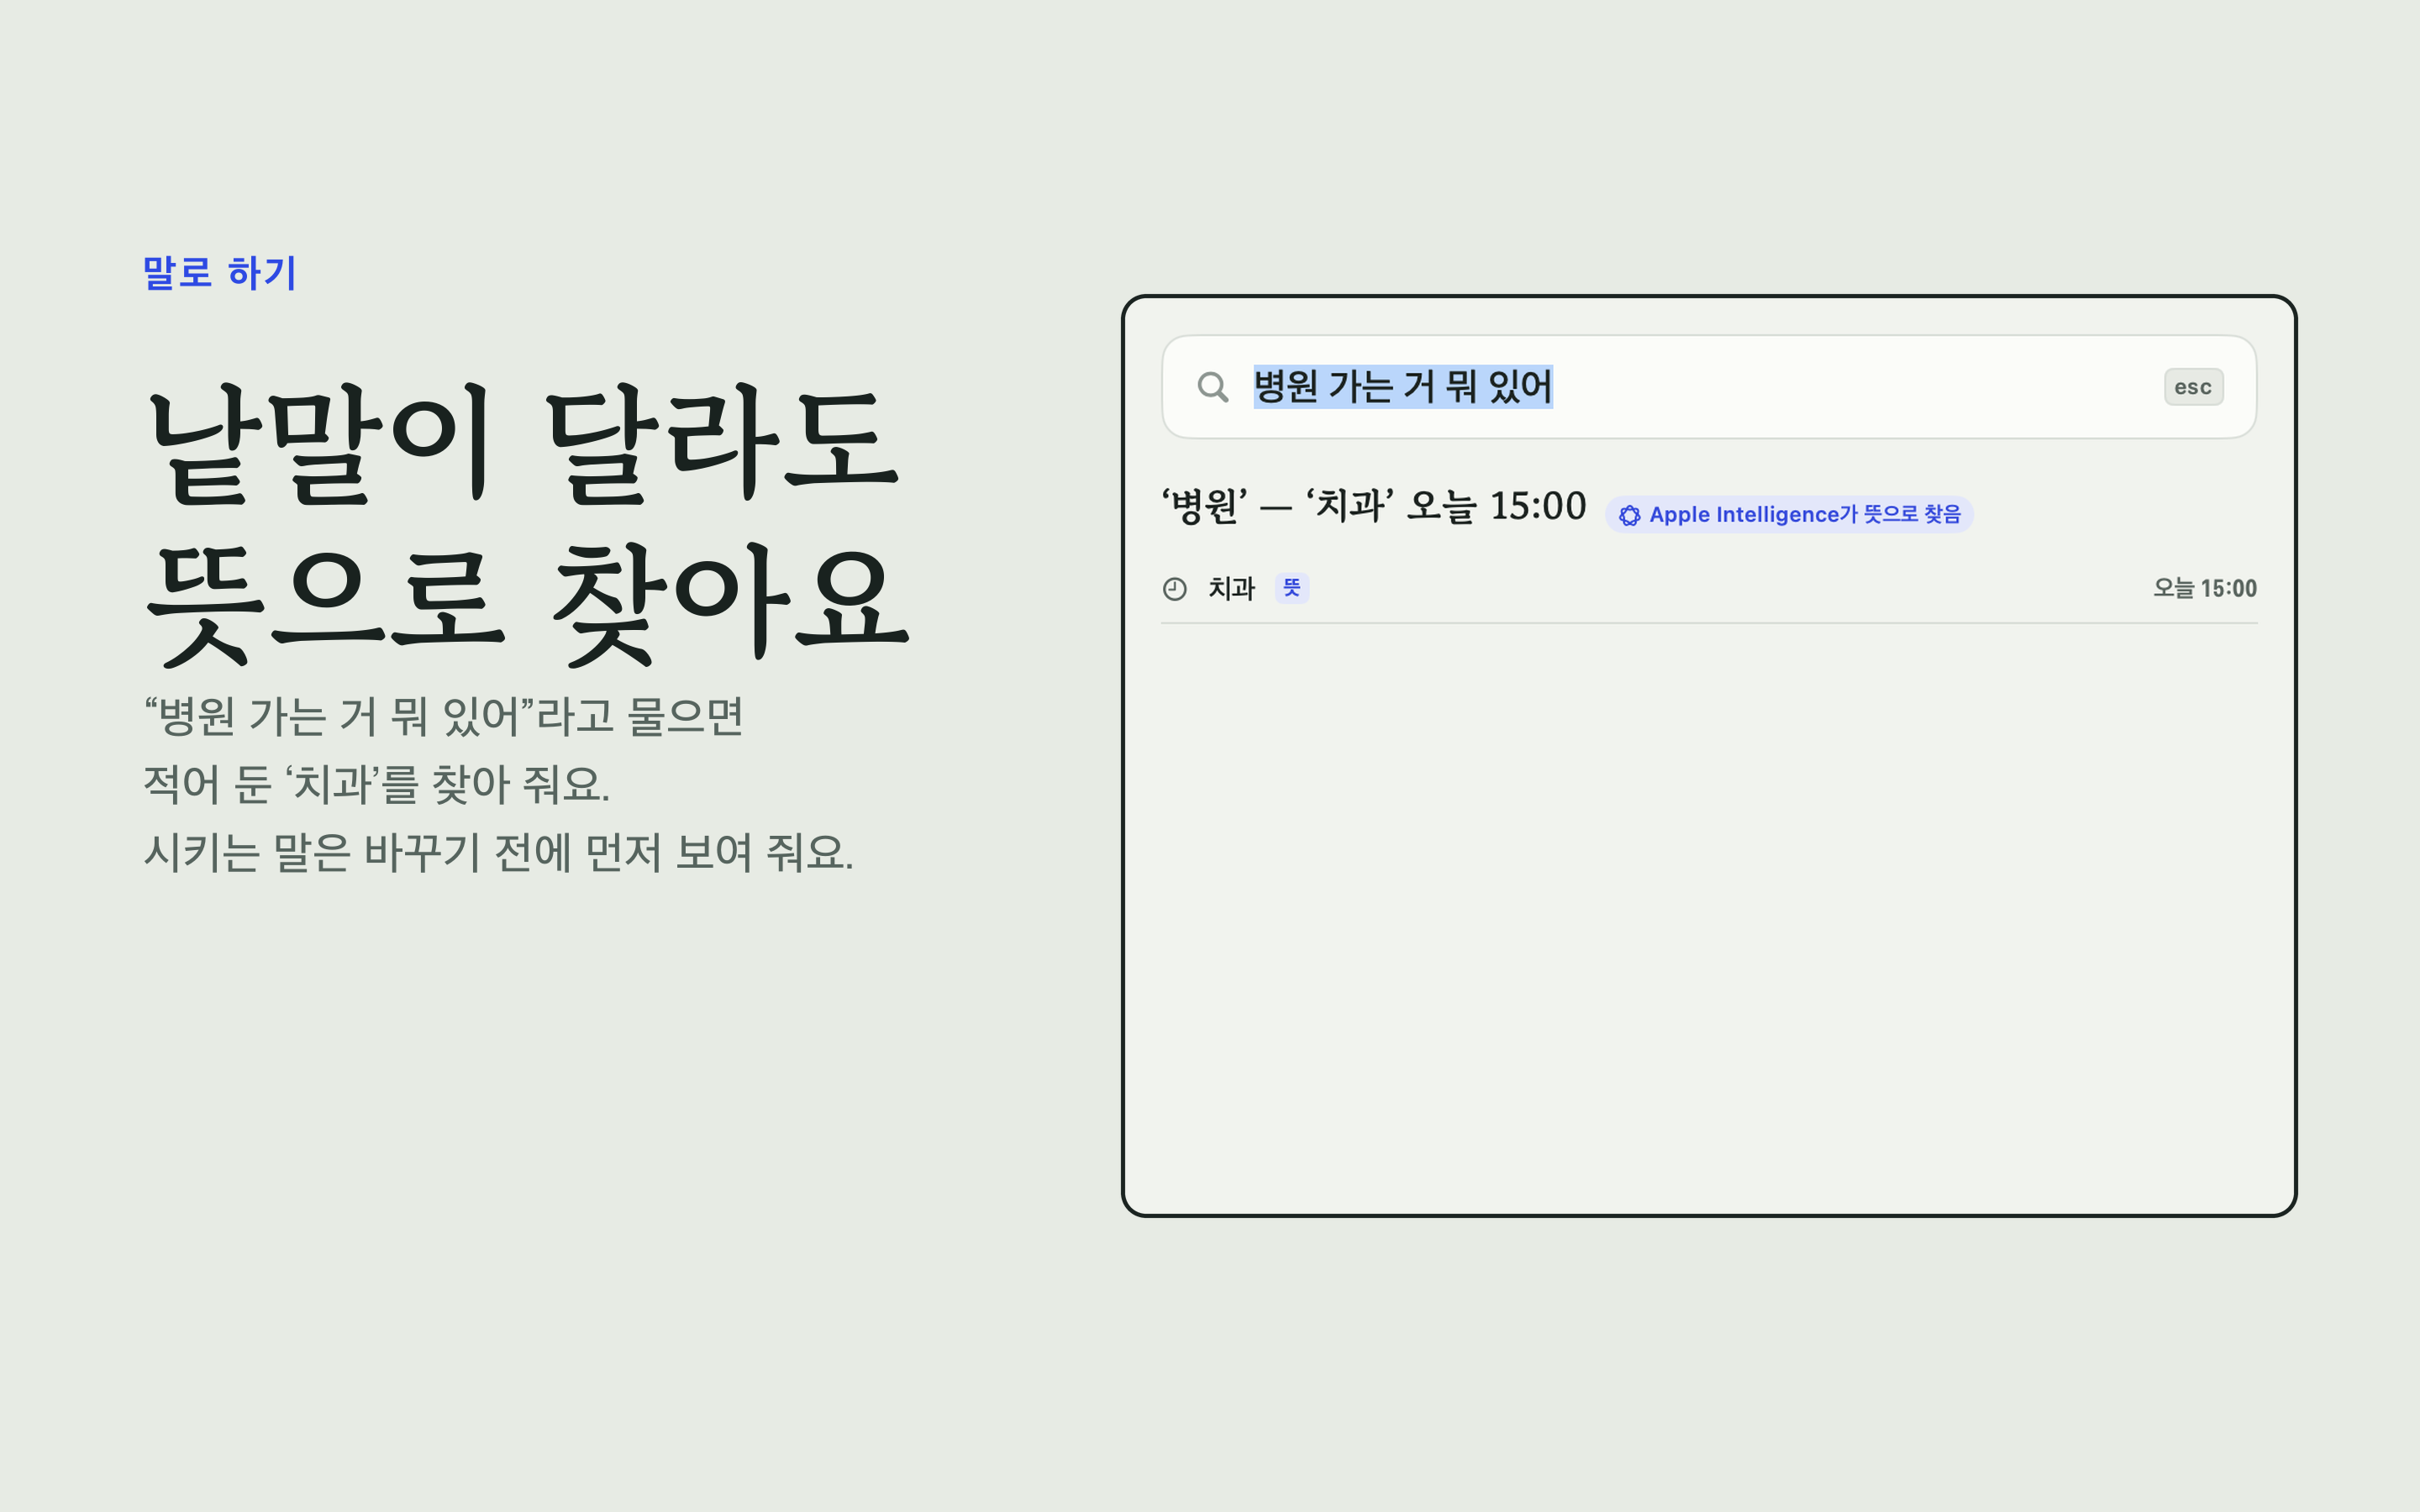 말로 하기
낱말이 달라도
뜻으로 찾아요
“병원 가는 거 뭐 있어”라고 물으면
적어 둔 ‘치과’를 찾아 줘요.
시키는 말은 바꾸기 전에 먼저 보여 줘요.
병원 가는 거 뭐 있어 esc
‘병원’ — ‘치과’ 오늘 15:00 Apple Intelligence가 뜻으로 찾음
치과 뜻 오늘 15:00